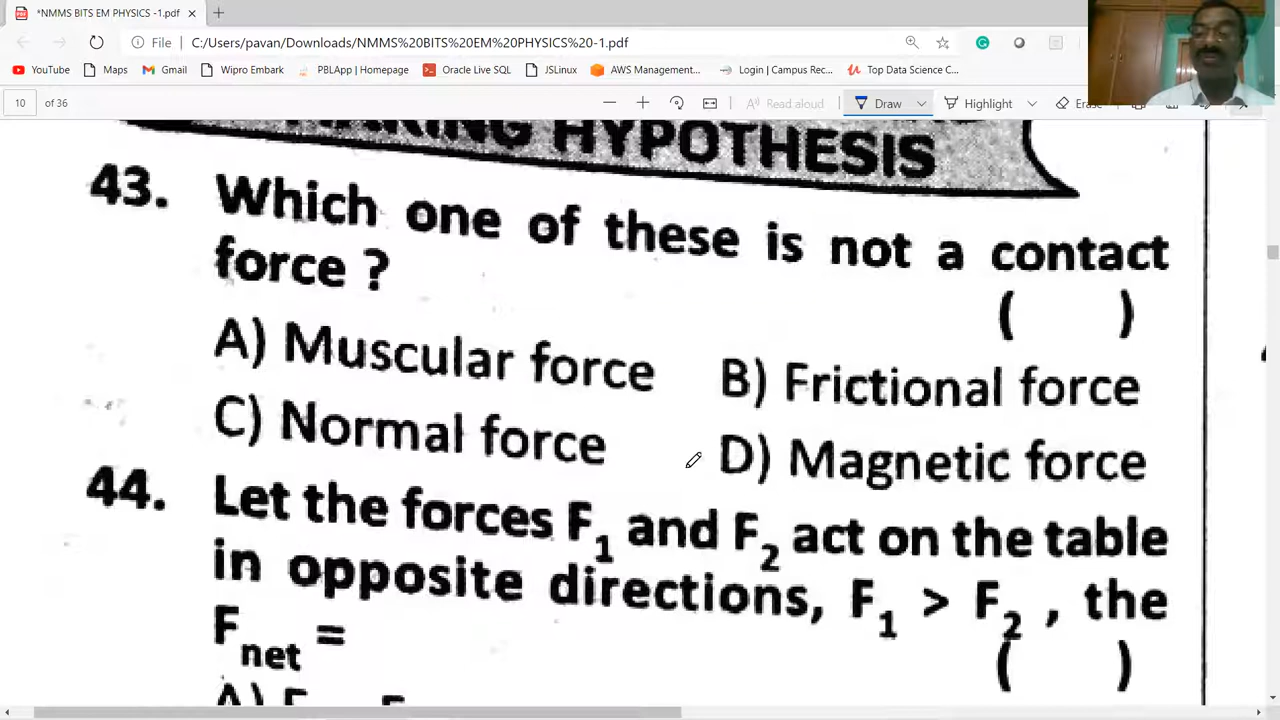 *NMMS BITS EM PHYSICS -1.pdf
File C:/Users/pavan/Downloads/NMMS%20BITS%20EM%20PHYSICS%20-1.pdf
YouTube Maps Gmail Wipro Embark PBLApp | Homepage Oracle Live SQL JSLinux AWS Management... Login | Campus Rec... Top Data Science C...
10 of 36 Read aloud Draw Highlight Erase
HYPOTHESIS
43. Which one of these is not a contact
force ? ( )
A) Muscular force B) Frictional force
C) Normal force D) Magnetic force
44. Let the forces F1 and F2 act on the table
in opposite directions, F1 > F2 , the
Fnet = ( )